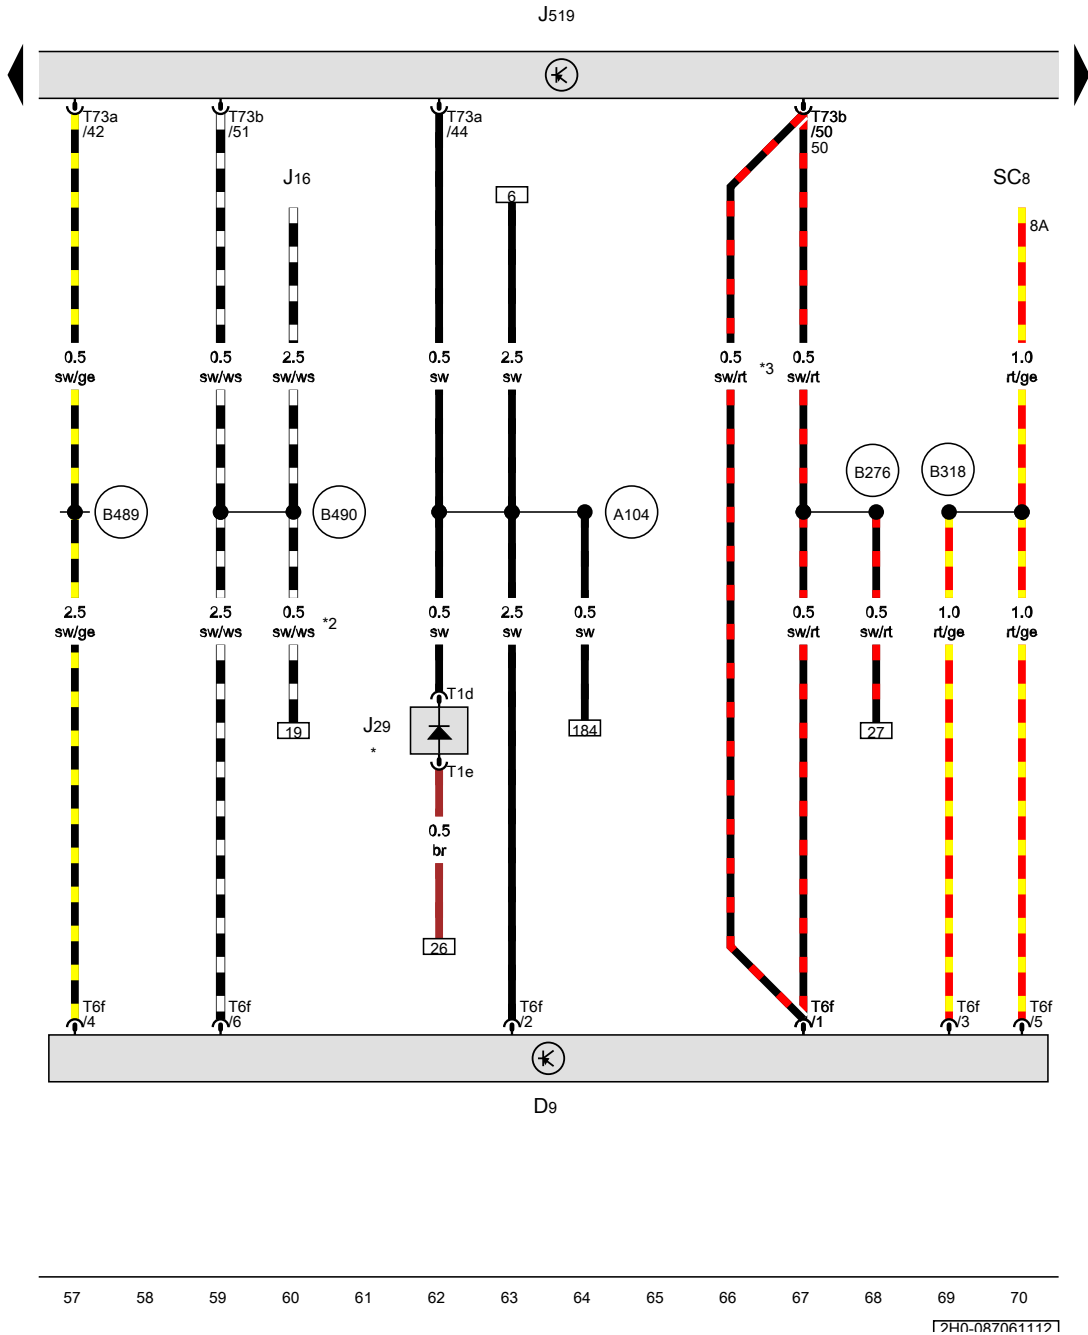 J519
T73a
/42
T73b
/51
T73a
/44
T73b
/50
50
J16
6
SC8
8A
0.5
sw/ge
0.5
sw/ws
2.5
sw/ws
0.5
sw
2.5
sw
0.5
sw/rt
*3
0.5
sw/rt
1.0
rt/ge
B489
B490
A104
B276
B318
2.5
sw/ge
2.5
sw/ws
0.5
sw/ws
*2
0.5
sw
2.5
sw
0.5
sw
0.5
sw/rt
0.5
sw/rt
1.0
rt/ge
1.0
rt/ge
T1d
J29
*
19
184
27
T1e
0.5
br
26
T6f
/4
T6f
/6
T6f
/2
T6f
/1
T6f
/3
T6f
/5
D9
57 58 59 60 61 62 63 64 65 66 67 68 69 70
2H0-087061112